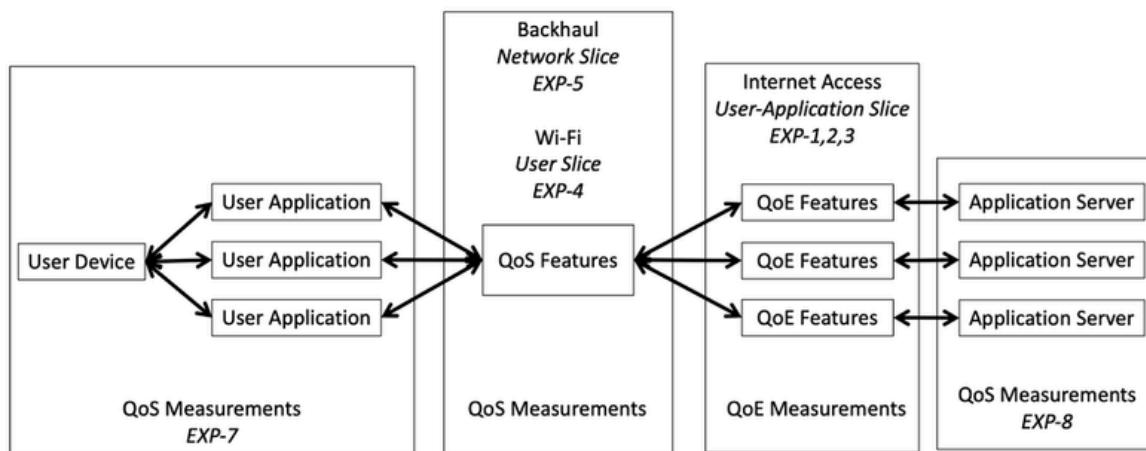 User Device
User Application
User Application
User Application
QoS Measurements
EXP-7
Backhaul
Network Slice
EXP-5
Wi-Fi
User Slice
EXP-4
QoS Features
QoS Measurements
Internet Access
User-Application Slice
EXP-1,2,3
QoE Features
QoE Features
QoE Features
QoE Measurements
Application Server
Application Server
Application Server
QoS Measurements
EXP-8